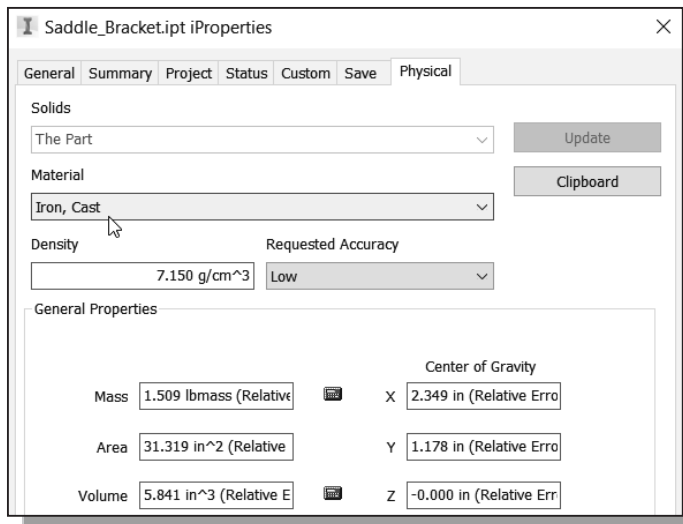 Saddle_Bracket.ipt iProperties
General Summary Project Status Custom Save Physical
Solids
The Part
Update
Material
Clipboard
Iron, Cast
Density Requested Accuracy
7.150 g/cm^3 Low
General Properties
Center of Gravity
Mass 1.509 lbmass (Relative X 2.349 in (Relative Erro
Area 31.319 in^2 (Relative Y 1.178 in (Relative Erro
Volume 5.841 in^3 (Relative E Z -0.000 in (Relative Err